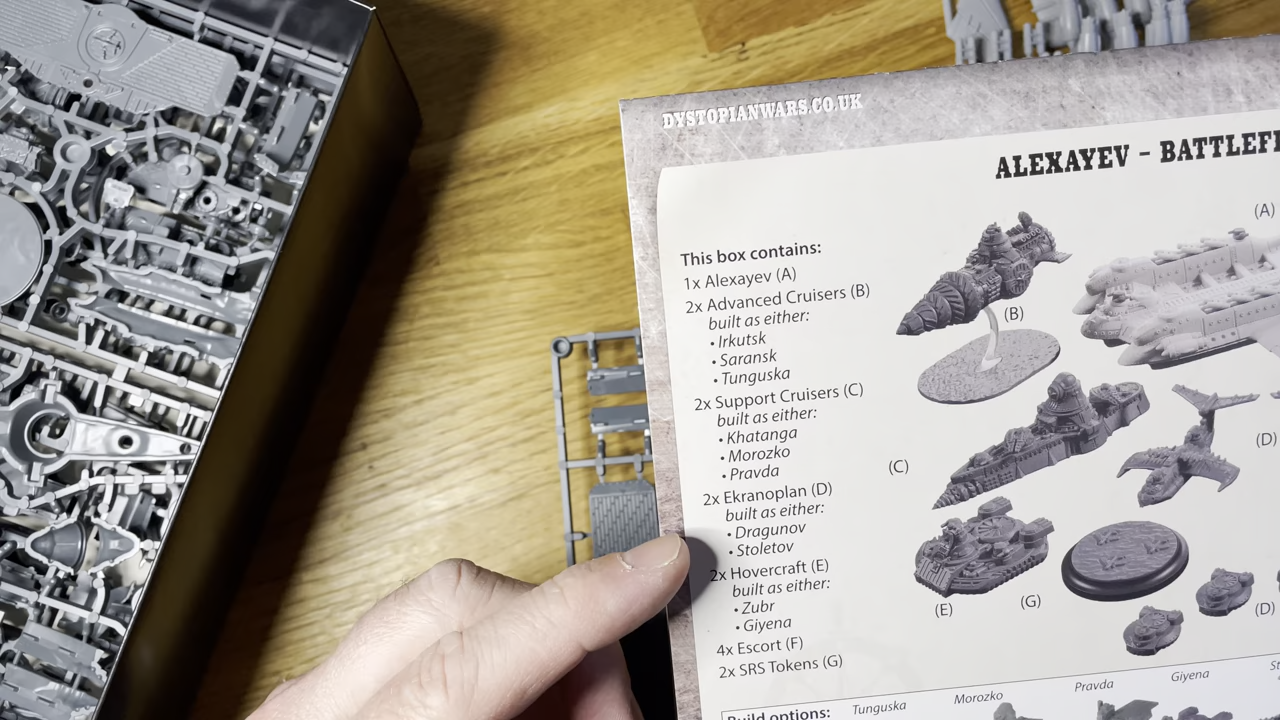 DYSTOPIANWARS.CO.UK
ALEXAYEV – BATTLEF
This box contains:
1x Alexayev (A)
2x Advanced Cruisers (B)
built as either:
• Irkutsk
• Saransk
• Tunguska
2x Support Cruisers (C)
built as either:
• Khatanga
• Morozko
• Pravda
2x Ekranoplan (D)
built as either:
• Dragunov
• Stoletov
2x Hovercraft (E)
built as either:
• Zubr
• Giyena
4x Escort (F)
2x SRS Tokens (G)
(A)
(B)
(C)
(D)
(E)
(G)
(D)
Build options:
Tunguska
Morozko
Pravda
Giyena
St